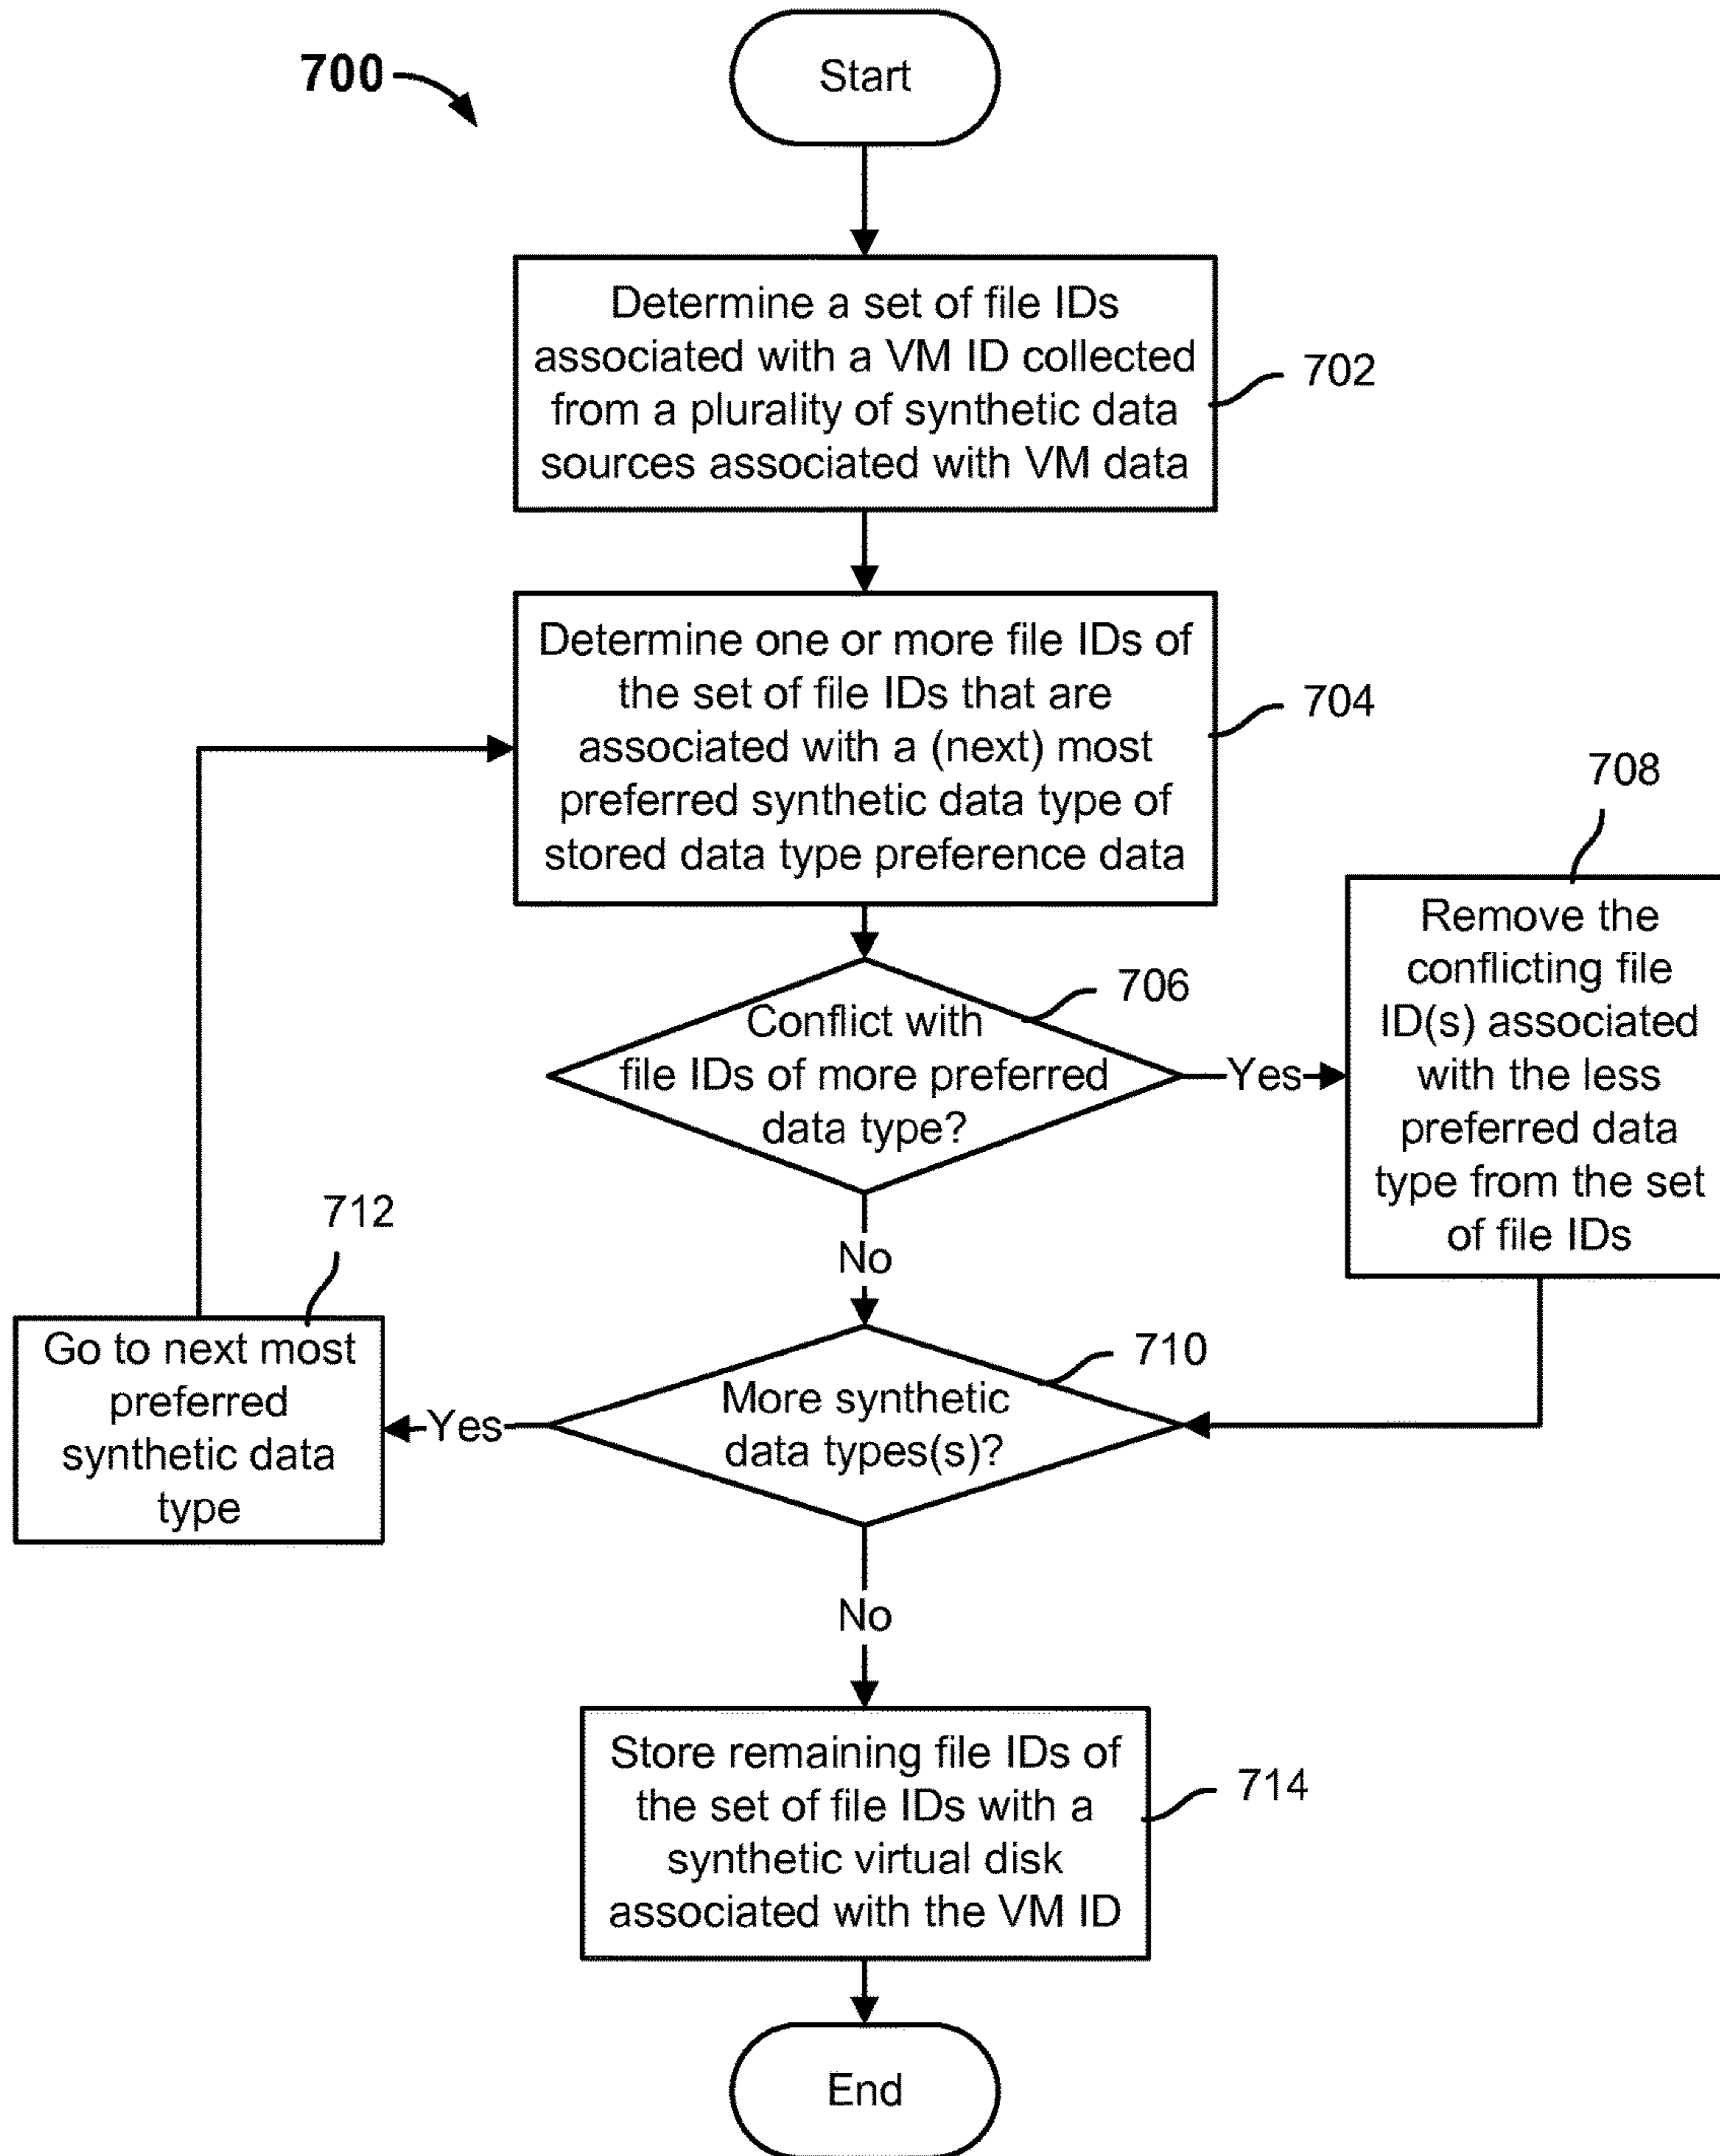 700
Start
Determine a set of file IDs
associated with a VM ID collected
from a plurality of synthetic data
sources associated with VM data
702
Determine one or more file IDs of
the set of file IDs that are
associated with a (next) most
preferred synthetic data type of
stored data type preference data
704
706
Conflict with
file IDs of more preferred
data type?
Yes
708
Remove the
conflicting file
ID(s) associated
with the less
preferred data
type from the set
of file IDs
No
710
More synthetic
data types(s)?
Yes
712
Go to next most
preferred
synthetic data
type
No
Store remaining file IDs of
the set of file IDs with a
synthetic virtual disk
associated with the VM ID
714
End